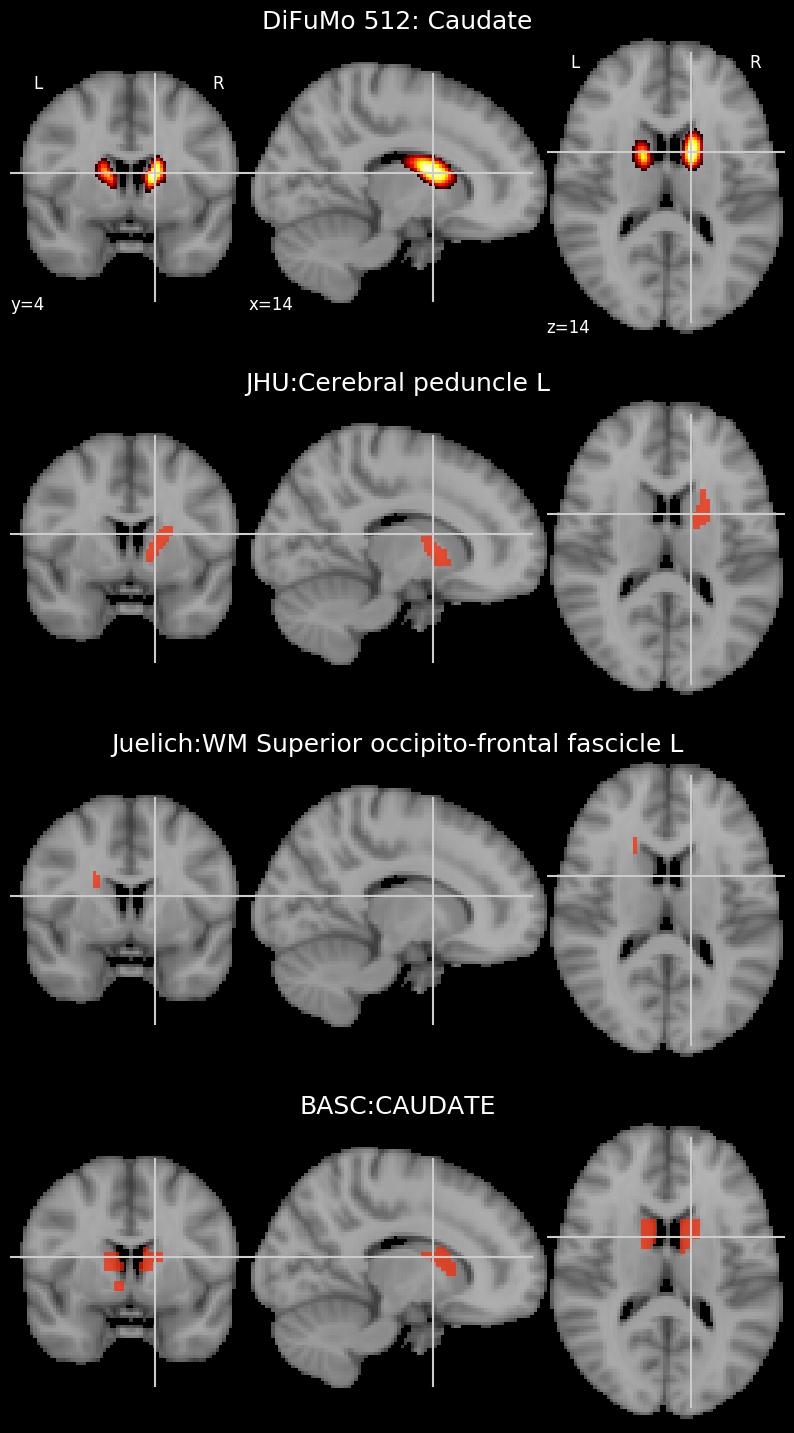 DiFuMo 512: Caudate
L R L R
y=4 x=14 z=14
JHU:Cerebral peduncle L
Juelich:WM Superior occipito-frontal fascicle L
BASC:CAUDATE